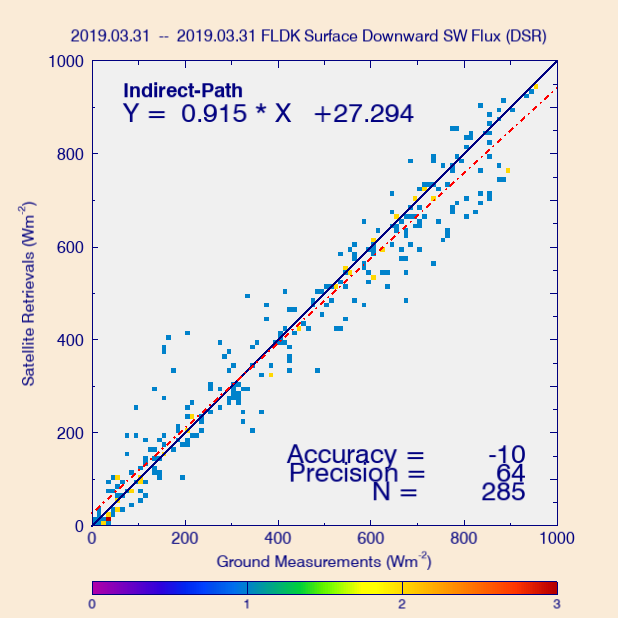 2019.03.31 -- 2019.03.31 FLDK Surface Downward SW Flux (DSR)
1000
Indirect-Path
Y = 0.915 * X +27.294
800
600
Satellite Retrievals (Wm-2)
400
200
Accuracy = -10
Precision = 64
N = 285
0
0 200 400 600 800 1000
Ground Measurements (Wm-2)
0 1 2 3